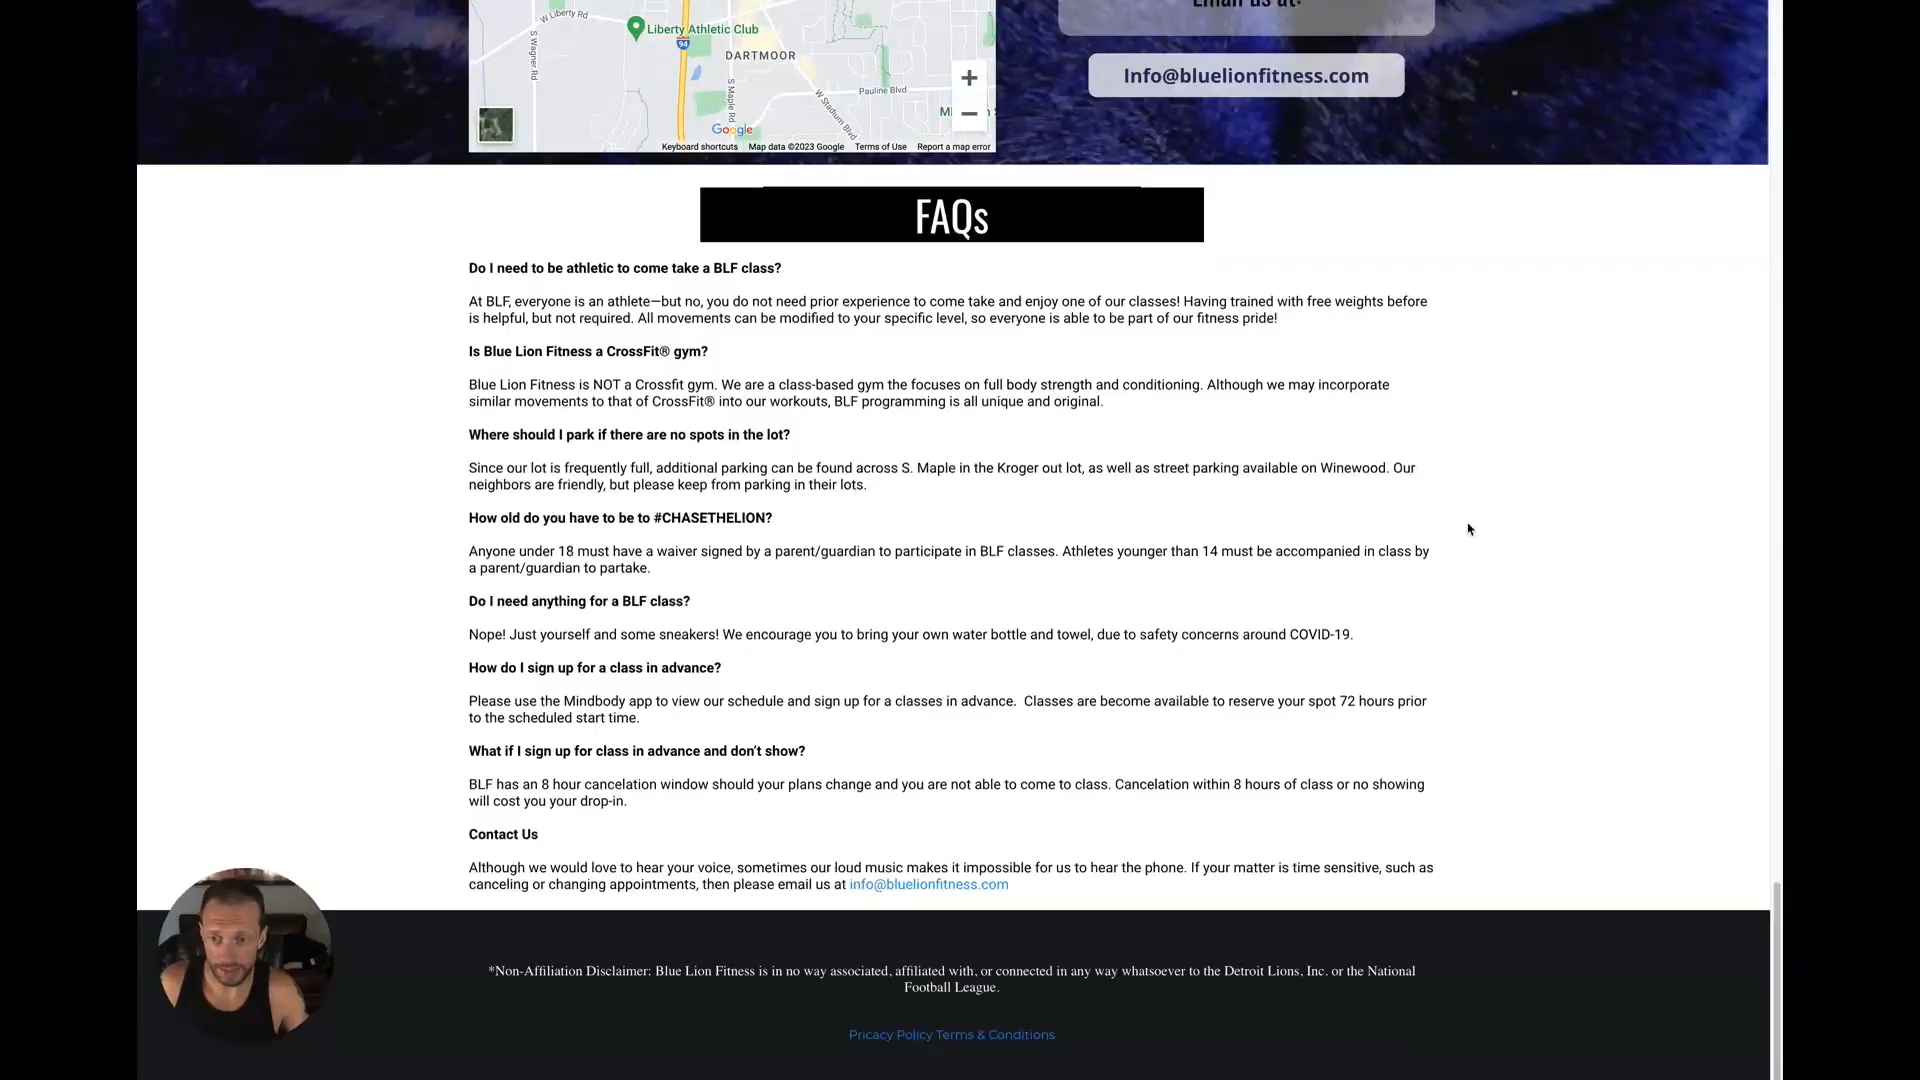 Email us at:
W Liberty Rd
Liberty Athletic Club
94
S Wagner Rd
DARTMOOR
S Maple Rd
W Stadium Blvd
Pauline Blvd
Info@bluelionfitness.com
Google
Keyboard shortcuts Map data ©2023 Google Terms of Use Report a map error
FAQs
Do I need to be athletic to come take a BLF class?
At BLF, everyone is an athlete—but no, you do not need prior experience to come take and enjoy one of our classes! Having trained with free weights before
is helpful, but not required. All movements can be modified to your specific level, so everyone is able to be part of our fitness pride!
Is Blue Lion Fitness a CrossFit® gym?
Blue Lion Fitness is NOT a Crossfit gym. We are a class-based gym the focuses on full body strength and conditioning. Although we may incorporate
similar movements to that of CrossFit® into our workouts, BLF programming is all unique and original.
Where should I park if there are no spots in the lot?
Since our lot is frequently full, additional parking can be found across S. Maple in the Kroger out lot, as well as street parking available on Winewood. Our
neighbors are friendly, but please keep from parking in their lots.
How old do you have to be to #CHASETHELION?
Anyone under 18 must have a waiver signed by a parent/guardian to participate in BLF classes. Athletes younger than 14 must be accompanied in class by
a parent/guardian to partake.
Do I need anything for a BLF class?
Nope! Just yourself and some sneakers! We encourage you to bring your own water bottle and towel, due to safety concerns around COVID-19.
How do I sign up for a class in advance?
Please use the Mindbody app to view our schedule and sign up for a classes in advance. Classes are become available to reserve your spot 72 hours prior
to the scheduled start time.
What if I sign up for class in advance and don't show?
BLF has an 8 hour cancelation window should your plans change and you are not able to come to class. Cancelation within 8 hours of class or no showing
will cost you your drop-in.
Contact Us
Although we would love to hear your voice, sometimes our loud music makes it impossible for us to hear the phone. If your matter is time sensitive, such as
canceling or changing appointments, then please email us at info@bluelionfitness.com
*Non-Affiliation Disclaimer: Blue Lion Fitness is in no way associated, affiliated with, or connected in any way whatsoever to the Detroit Lions, Inc. or the National
Football League.
Pricacy Policy Terms & Conditions